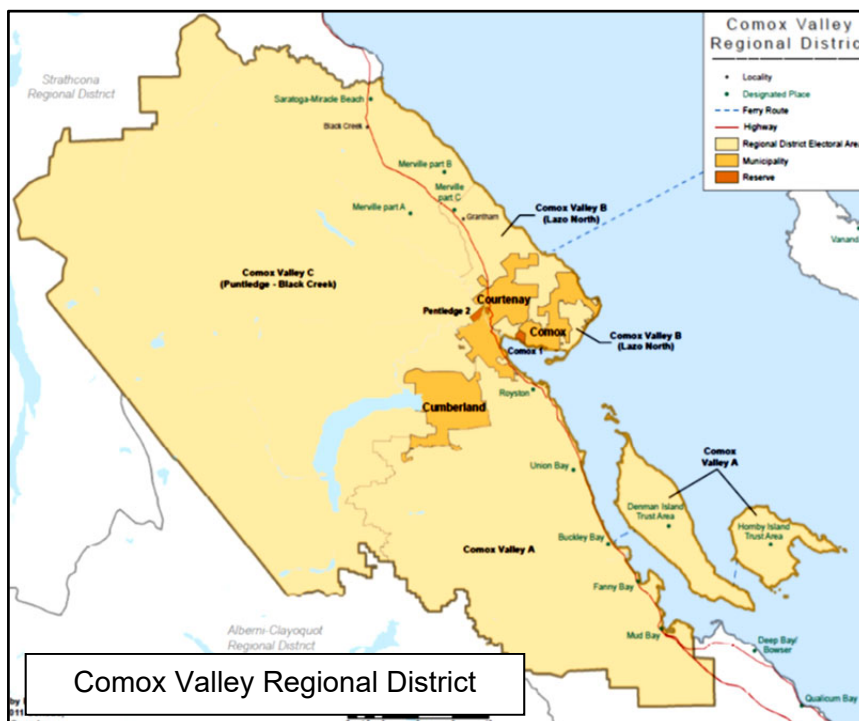 Comox Valley
Regional District
Locality
Designated Place
Ferry Route
Highway
Regional District Electoral Area
Municipality
Reserve
Strathcona
Regional District
Saratoga-Miracle Beach
Black Creek
Merville part B
Merville
part C
Merville part A
Grantham
Comox Valley B
(Lazo North)
Vanand
Comox Valley C
(Puntledge - Black Creek)
Courtenay
Pentledge 2
Comox
Comox Valley B
(Lazo North)
Comox 1
Royston
Cumberland
Comox
Valley A
Union Bay
Denman Island
Trust Area
Hornby Island
Trust Area
Buckley Bay
Comox Valley A
Fanny Bay
Mud Bay
Deep Bay/
Bowser
Alberni-Clayoquot
Regional District
Comox Valley Regional District
Qualicum Bay